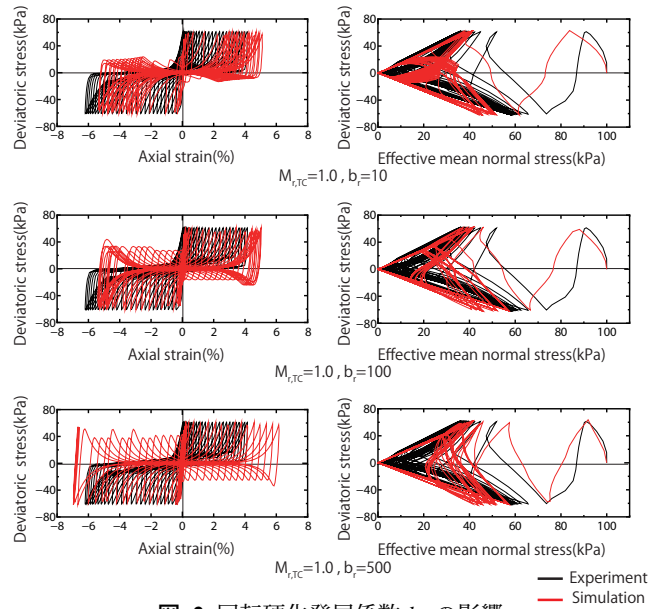 Deviatoric stress(kPa)
80
40
0
−40
−80
−8 −6 −4 −2 0 2 4 6 8
Axial strain(%)
Deviatoric stress(kPa)
80
40
0
−40
−80
0 20 40 60 80 100
Effective mean normal stress(kPa)
Mr,TC=1.0 , br=10
Deviatoric stress(kPa)
80
40
0
−40
−80
−8 −6 −4 −2 0 2 4 6 8
Axial strain(%)
Deviatoric stress(kPa)
80
40
0
−40
−80
0 20 40 60 80 100
Effective mean normal stress(kPa)
Mr,TC=1.0 , br=100
Deviatoric stress(kPa)
80
40
0
−40
−80
−8 −6 −4 −2 0 2 4 6 8
Axial strain(%)
Deviatoric stress(kPa)
80
40
0
−40
−80
0 20 40 60 80 100
Effective mean normal stress(kPa)
Mr,TC=1.0 , br=500
Experiment
Simulation